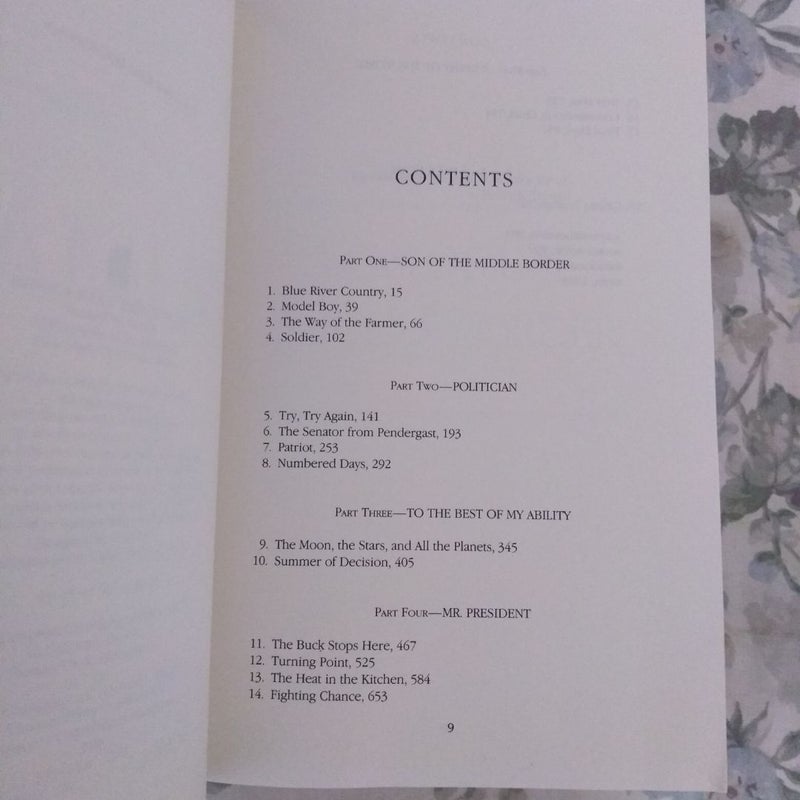 CONTENTS
PART ONE—SON OF THE MIDDLE BORDER
1. Blue River Country, 15
2. Model Boy, 39
3. The Way of the Farmer, 66
4. Soldier, 102
PART TWO—POLITICIAN
5. Try, Try Again, 141
6. The Senator from Pendergast, 193
7. Patriot, 253
8. Numbered Days, 292
PART THREE—TO THE BEST OF MY ABILITY
9. The Moon, the Stars, and All the Planets, 345
10. Summer of Decision, 405
PART FOUR—MR. PRESIDENT
11. The Buck Stops Here, 467
12. Turning Point, 525
13. The Heat in the Kitchen, 584
14. Fighting Chance, 653
9